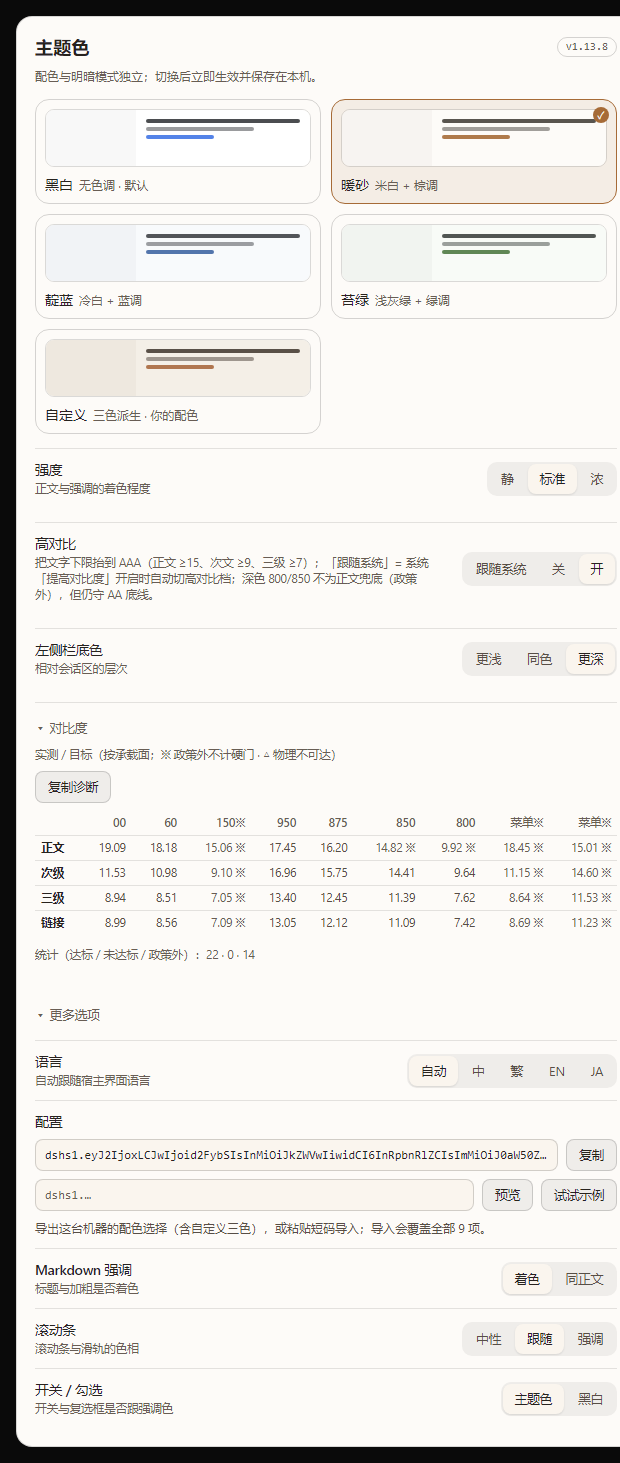 主题色
v1.13.8
配色与明暗模式独立；切换后立即生效并保存在本机。
黑白 无色调 · 默认
暖砂 米白 + 棕调
靛蓝 冷白 + 蓝调
苔绿 浅灰绿 + 绿调
自定义 三色派生 · 你的配色
强度
正文与强调的着色程度
静 标准 浓
高对比
把文字下限抬到 AAA（正文 ≥15、次文 ≥9、三级 ≥7）；「跟随系统」= 系统
「提高对比度」开启时自动切高对比档；深色 800/850 不为正文兜底（政策
外），但仍守 AA 底线。
跟随系统 关 开
左侧栏底色
相对会话区的层次
更浅 同色 更深
▾ 对比度
实测 / 目标（按承载面；※ 政策外不计硬门 · ▵ 物理不可达）
复制诊断
00 60 150※ 950 875 850 800 菜单※ 菜单※
正文 19.09 18.18 15.06 ※ 17.45 16.20 14.82 ※ 9.92 ※ 18.45 ※ 15.01 ※
次级 11.53 10.98 9.10 ※ 16.96 15.75 14.41 9.64 11.15 ※ 14.60 ※
三级 8.94 8.51 7.05 ※ 13.40 12.45 11.39 7.62 8.64 ※ 11.53 ※
链接 8.99 8.56 7.09 ※ 13.05 12.12 11.09 7.42 8.69 ※ 11.23 ※
统计（达标 / 未达标 / 政策外）：22 · 0 · 14
▾ 更多选项
语言
自动跟随宿主界面语言
自动 中 繁 EN JA
配置
dshs1.eyJ2IjoxLCJwIjoid2FybSIsInMiOiJkZWVwIiwidCI6InRpbnRlZCIsImMiOiJ0aW50Z…
复制
dshs1.…
预览 试试示例
导出这台机器的配色选择（含自定义三色），或粘贴短码导入；导入会覆盖全部 9 项。
Markdown 强调
标题与加粗是否着色
着色 同正文
滚动条
滚动条与滑轨的色相
中性 跟随 强调
开关 / 勾选
开关与复选框是否跟强调色
主题色 黑白